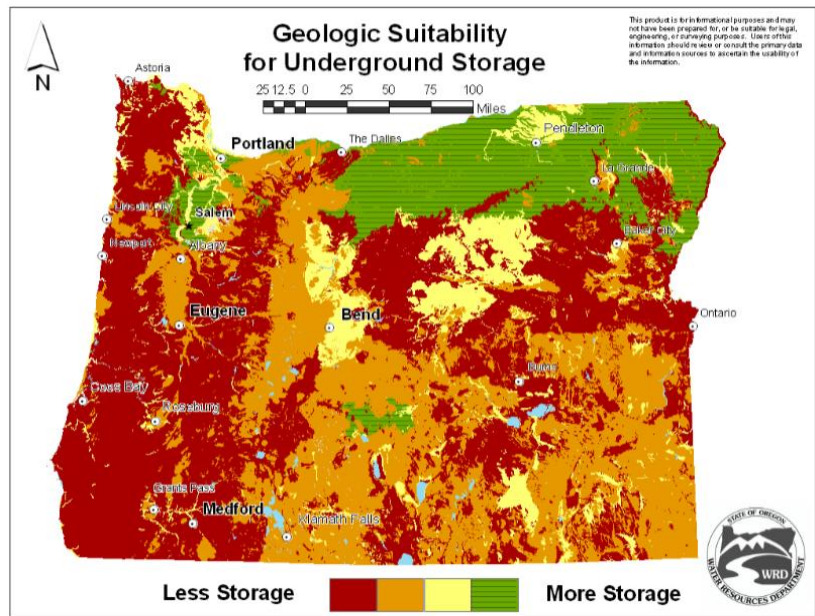 Geologic Suitability
for Underground Storage
This product is for informational purposes and may
not have been prepared for, or be suitable for legal,
engineering, or surveying purposes. Users of this
information should review or consult the primary data
and information sources to ascertain the usability of
the information.
N
25 12.5 0 25 50 75 100
Miles
Astoria
Portland
The Dalles
Pendleton
La Grande
Lincoln City
Salem
Newport
Albany
Baker City
Eugene
Bend
Ontario
Burns
Coos Bay
Roseburg
Grants Pass
Medford
Klamath Falls
Less Storage
More Storage
STATE OF OREGON
WRD
WATER RESOURCES DEPARTMENT